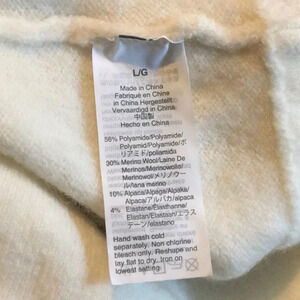 L/G
Made in China
Fabriqué en Chine
in China Hergestellt
Vervaardigd in China
中国製
Hecho en China
56% Polyamide/Polyamide/
Polyamid/Polyamide/ポ
リアミド/poliamida
30% Merino Wool/Laine De
Merinos/Merinowolle/
Merinowol/メリノウー
ル/lana merino
10% Alpaca/Alpaga/Alpaka/
Alpaca/アルパカ/alpaca
4% Elastane/Élasthanne/
Elastan/Elastaan/エラス
テーン/elastano
Hand wash cold
separately. Non chlorine
bleach only. Reshape and
lay flat to dry. Iron on
lowest setting